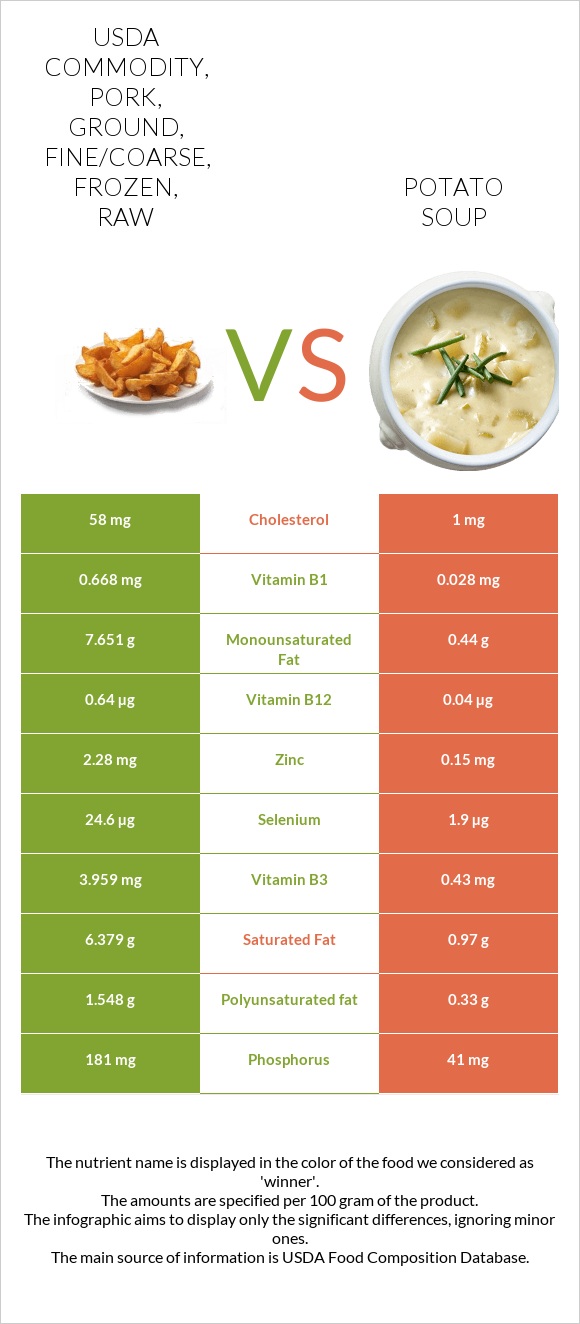 USDA
COMMODITY,
PORK,
GROUND,
FINE/COARSE,
FROZEN,
RAW
POTATO
SOUP
VS
58 mg Cholesterol 1 mg
0.668 mg Vitamin B1 0.028 mg
7.651 g Monounsaturated 0.44 g
Fat
0.64 µg Vitamin B12 0.04 µg
2.28 mg Zinc 0.15 mg
24.6 µg Selenium 1.9 µg
3.959 mg Vitamin B3 0.43 mg
6.379 g Saturated Fat 0.97 g
1.548 g Polyunsaturated fat 0.33 g
181 mg Phosphorus 41 mg
The nutrient name is displayed in the color of the food we considered as
'winner'.
The amounts are specified per 100 gram of the product.
The infographic aims to display only the significant differences, ignoring minor
ones.
The main source of information is USDA Food Composition Database.